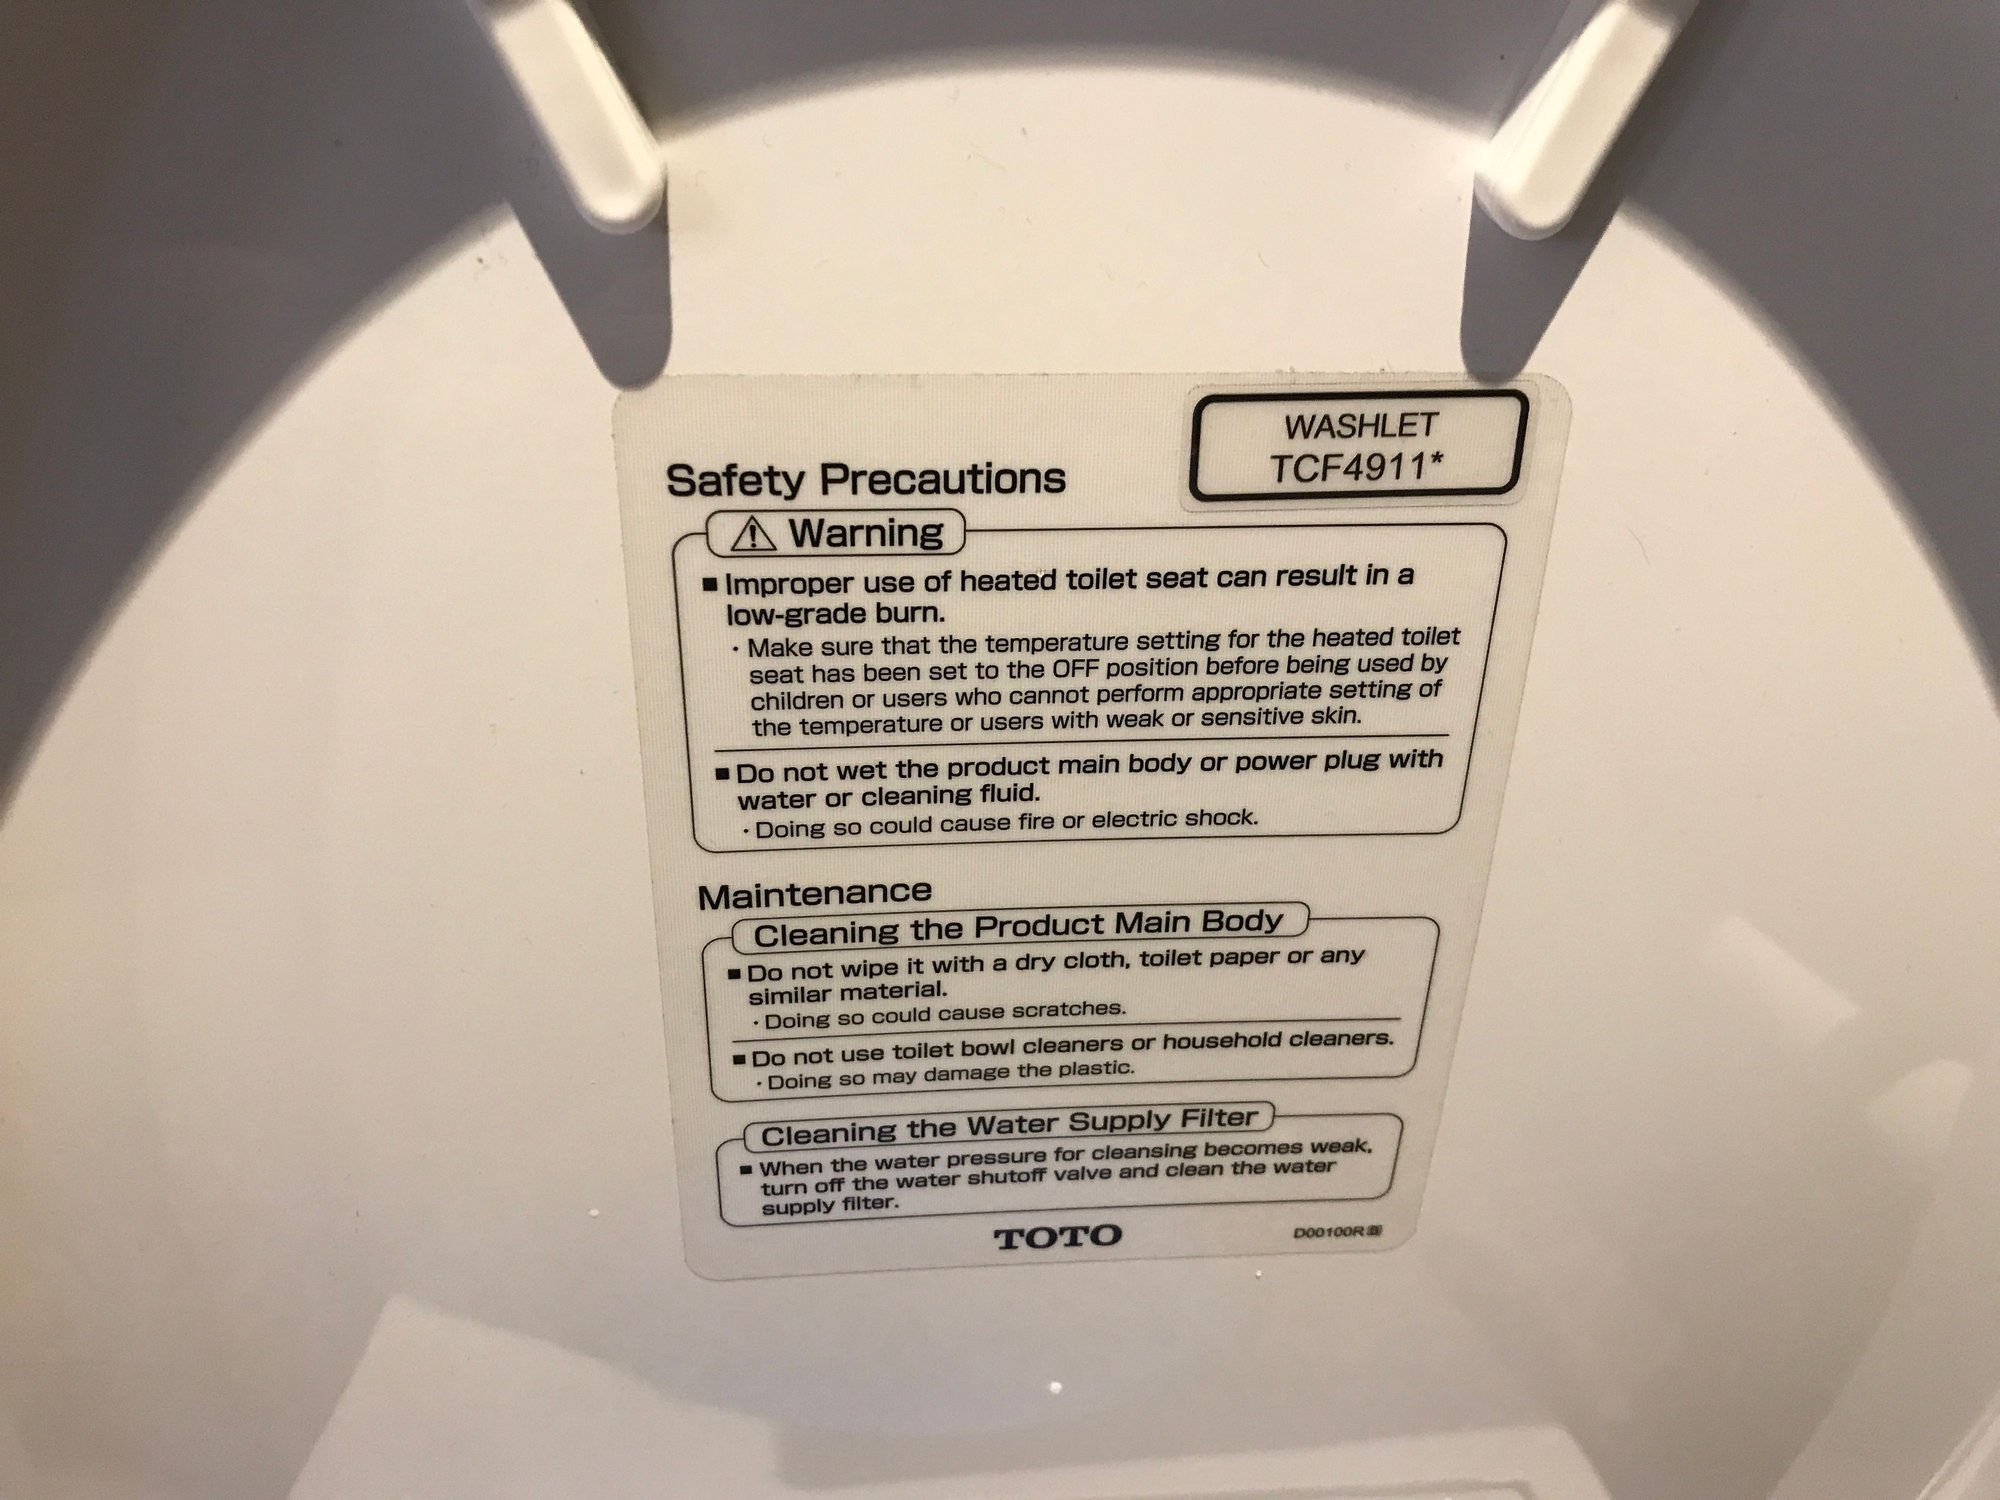 WASHLET
TCF4911*
Safety Precautions
⚠ Warning
■ Improper use of heated toilet seat can result in a
low-grade burn.
・Make sure that the temperature setting for the heated toilet
seat has been set to the OFF position before being used by
children or users who cannot perform appropriate setting of
the temperature or users with weak or sensitive skin.
■ Do not wet the product main body or power plug with
water or cleaning fluid.
・Doing so could cause fire or electric shock.
Maintenance
Cleaning the Product Main Body
■ Do not wipe it with a dry cloth, toilet paper or any
similar material.
・Doing so could cause scratches.
■ Do not use toilet bowl cleaners or household cleaners.
・Doing so may damage the plastic.
Cleaning the Water Supply Filter
■ When the water pressure for cleansing becomes weak,
turn off the water shutoff valve and clean the water
supply filter.
TOTO
D00100R